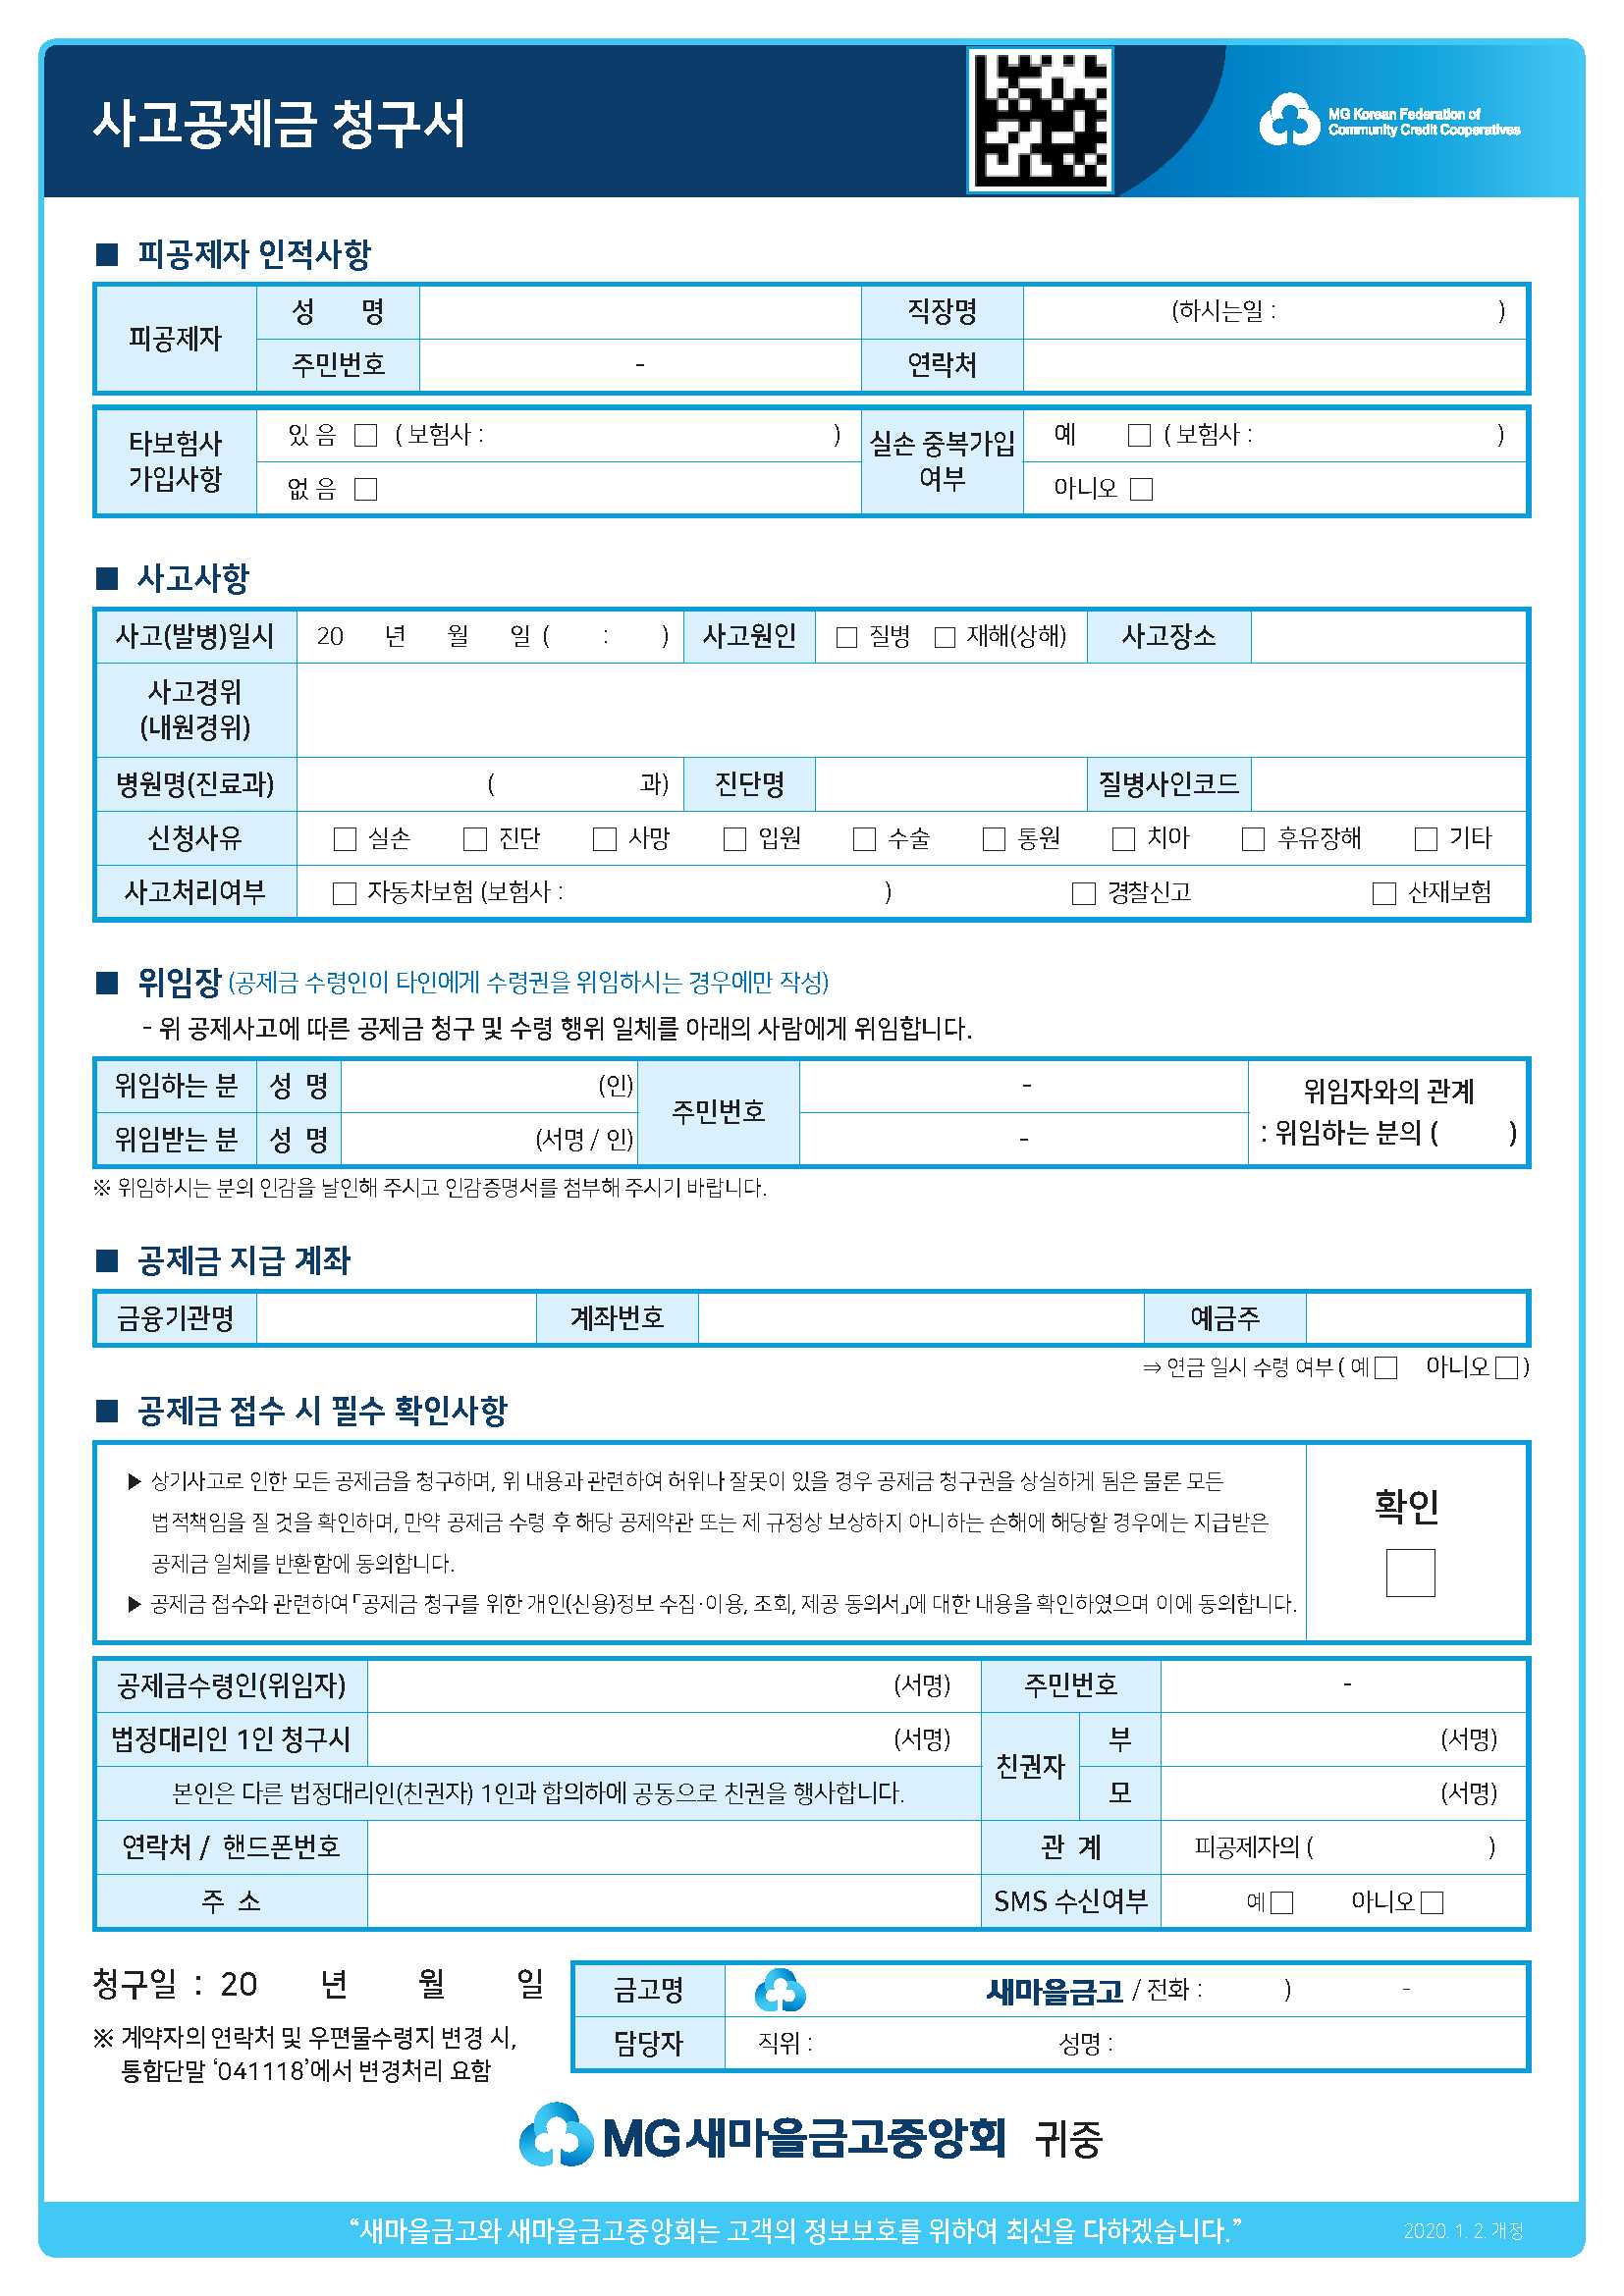 사고공제금 청구서
MG Korean Federation of
Community Credit Cooperatives
■ 피공제자 인적사항
피공제자 성 명 직장명 (하시는일 : )
주민번호 - 연락처
타보험사 가입사항 있 음 □ ( 보험사 : ) 실손 중복가입 여부 예 □ ( 보험사 : )
없 음 □ 아니오 □
■ 사고사항
사고(발병)일시 20 년 월 일 ( : ) 사고원인 □ 질병 □ 재해(상해) 사고장소
사고경위
(내원경위)
병원명(진료과) ( 과) 진단명 질병사인코드
신청사유 □ 실손 □ 진단 □ 사망 □ 입원 □ 수술 □ 통원 □ 치아 □ 후유장해 □ 기타
사고처리여부 □ 자동차보험 (보험사 : ) □ 경찰신고 □ 산재보험
■ 위임장 (공제금 수령인이 타인에게 수령권을 위임하시는 경우에만 작성)
- 위 공제사고에 따른 공제금 청구 및 수령 행위 일체를 아래의 사람에게 위임합니다.
위임하는 분 성 명 (인) 주민번호 - 위임자와의 관계
위임받는 분 성 명 (서명 / 인) - : 위임하는 분의 ( )
※ 위임하시는 분의 인감을 날인해 주시고 인감증명서를 첨부해 주시기 바랍니다.
■ 공제금 지급 계좌
금융기관명 계좌번호 예금주
⇒ 연금 일시 수령 여부 ( 예 □ 아니오 □ )
■ 공제금 접수 시 필수 확인사항
▶ 상기사고로 인한 모든 공제금을 청구하며, 위 내용과 관련하여 허위나 잘못이 있을 경우 공제금 청구권을 상실하게 됨은 물론 모든
법적책임을 질 것을 확인하며, 만약 공제금 수령 후 해당 공제약관 또는 제 규정상 보상하지 아니하는 손해에 해당할 경우에는 지급받은
공제금 일체를 반환함에 동의합니다.
▶ 공제금 접수와 관련하여 「공제금 청구를 위한 개인(신용)정보 수집·이용, 조회, 제공 동의서」에 대한 내용을 확인하였으며 이에 동의합니다.
확인
□
공제금수령인(위임자) (서명) 주민번호 -
법정대리인 1인 청구시 (서명) 친권자 부 (서명)
본인은 다른 법정대리인(친권자) 1인과 합의하에 공동으로 친권을 행사합니다. 모 (서명)
연락처 / 핸드폰번호 관 계 피공제자의 ( )
주 소 SMS 수신여부 예 □ 아니오 □
청구일 : 20 년 월 일
※ 계약자의 연락처 및 우편물수령지 변경 시,
통합단말 ‘041118’에서 변경처리 요함
금고명 새마을금고 / 전화 : ) -
담당자 직위 : 성명 :
MG새마을금고중앙회 귀중
“새마을금고와 새마을금고중앙회는 고객의 정보보호를 위하여 최선을 다하겠습니다.”
2020. 1. 2. 개정